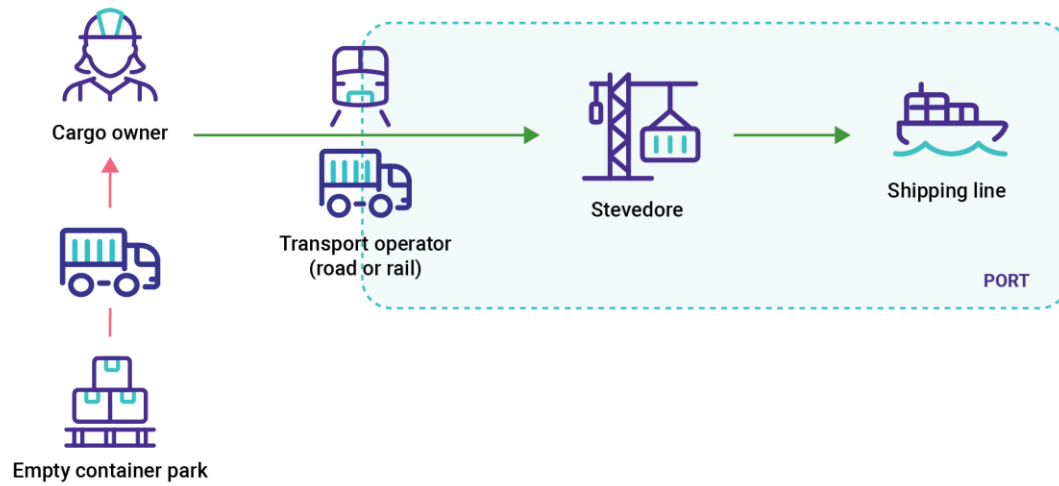 Cargo owner
Transport operator
(road or rail)
Stevedore
Shipping line
PORT
Empty container park